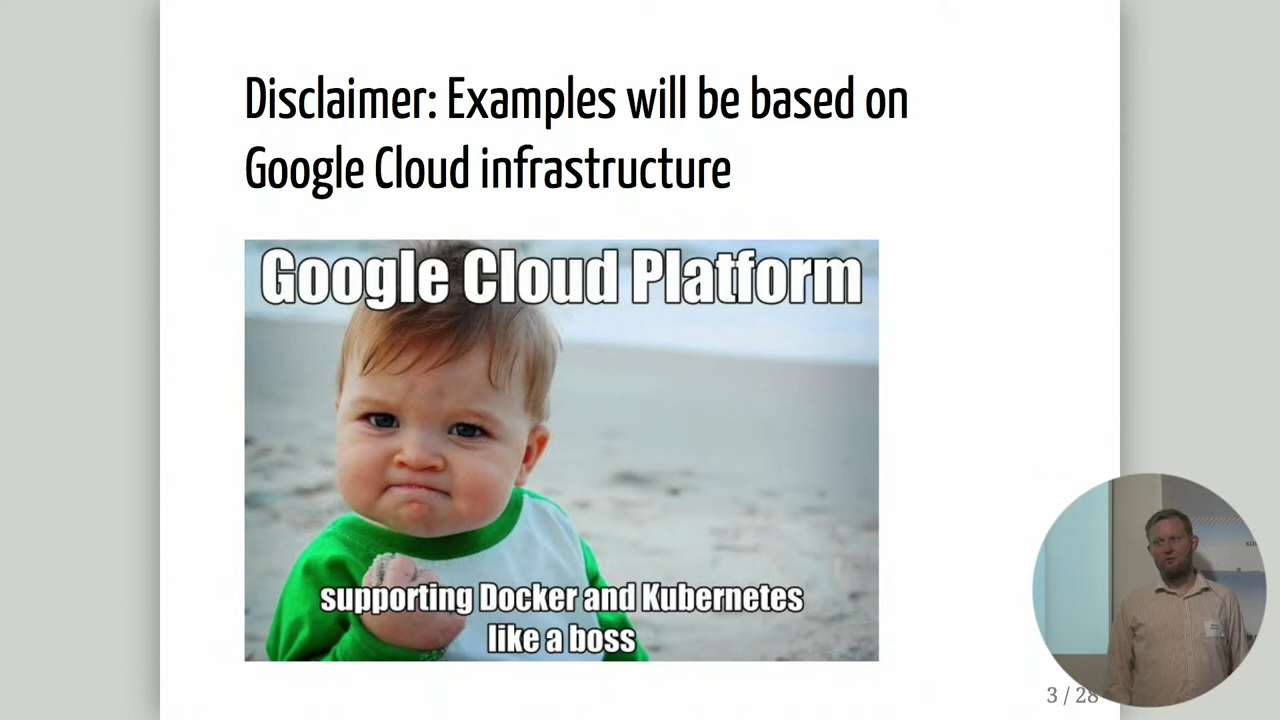 Disclaimer: Examples will be based on
Google Cloud infrastructure
Google Cloud Platform
supporting Docker and Kubernetes
like a boss
3 / 28